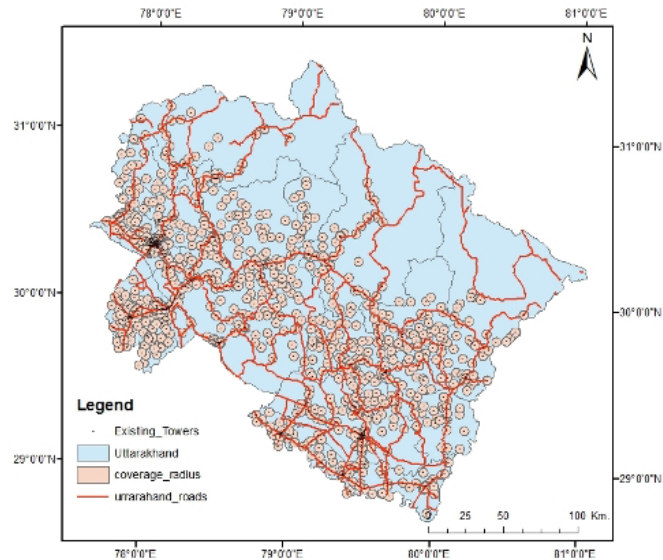 78°0'0"E 79°0'0"E 80°0'0"E 81°0'0"E
N
31°0'0"N 31°0'0"N
30°0'0"N 30°0'0"N
29°0'0"N 29°0'0"N
Legend
Existing_Towers
Uttarakhand
coverage_radius
urrarahand_roads
0 25 50 100 Km.
78°0'0"E 79°0'0"E 80°0'0"E 81°0'0"E